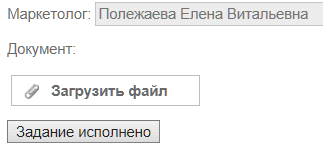 Маркетолог: Полежаева Елена Витальевна
Документ:
Загрузить файл
Задание исполнено